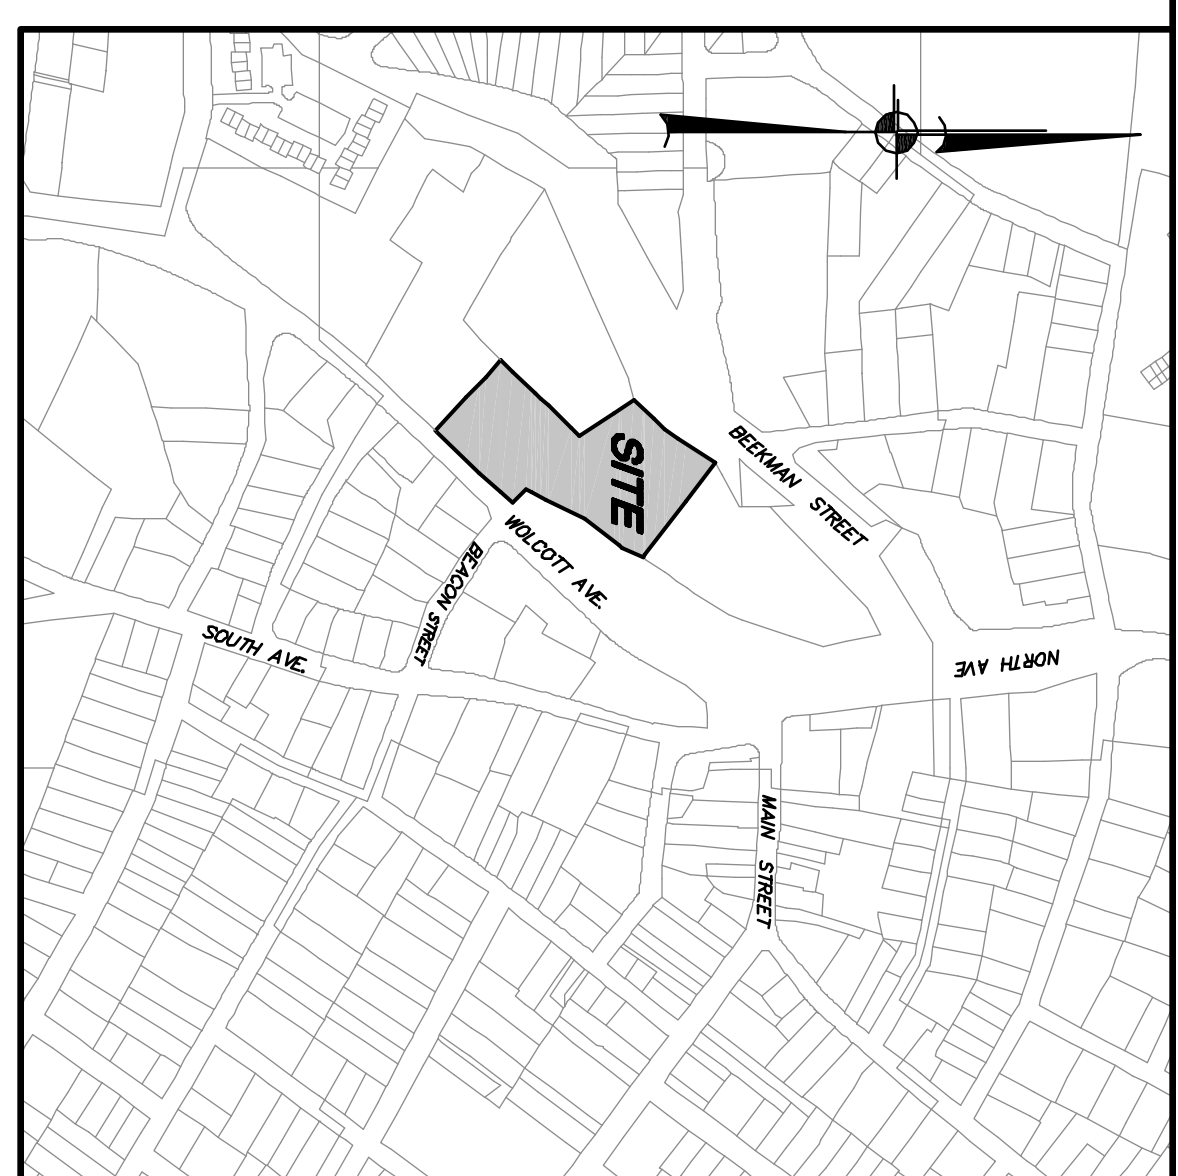 SITE
BEEKMAN STREET
WOLCOTT AVE.
BEACON STREET
SOUTH AVE.
NORTH AVE
MAIN STREET